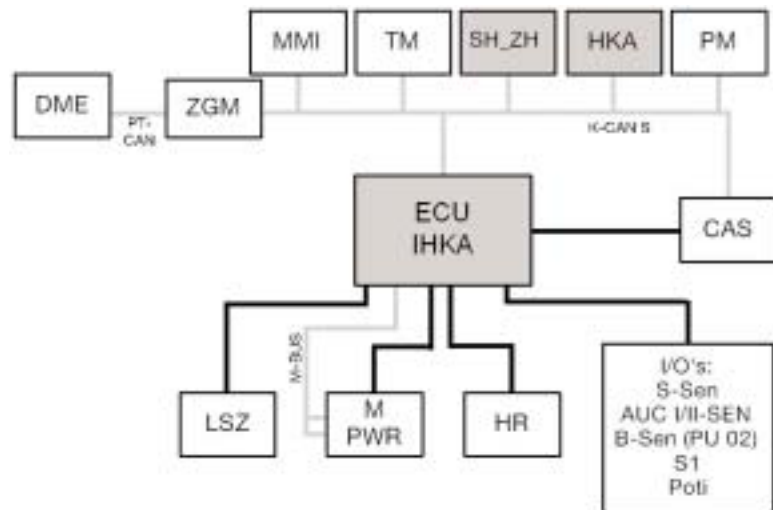 MMI
TM
SH_ZH
HKA
PM
DME
ZGM
PT-
CAN
K-CAN S
ECU
IHKA
CAS
M-BUS
LSZ
M
PWR
HR
I/O's:
S-Sen
AUC I/II-SEN
B-Sen (PU 02)
S1
Poti